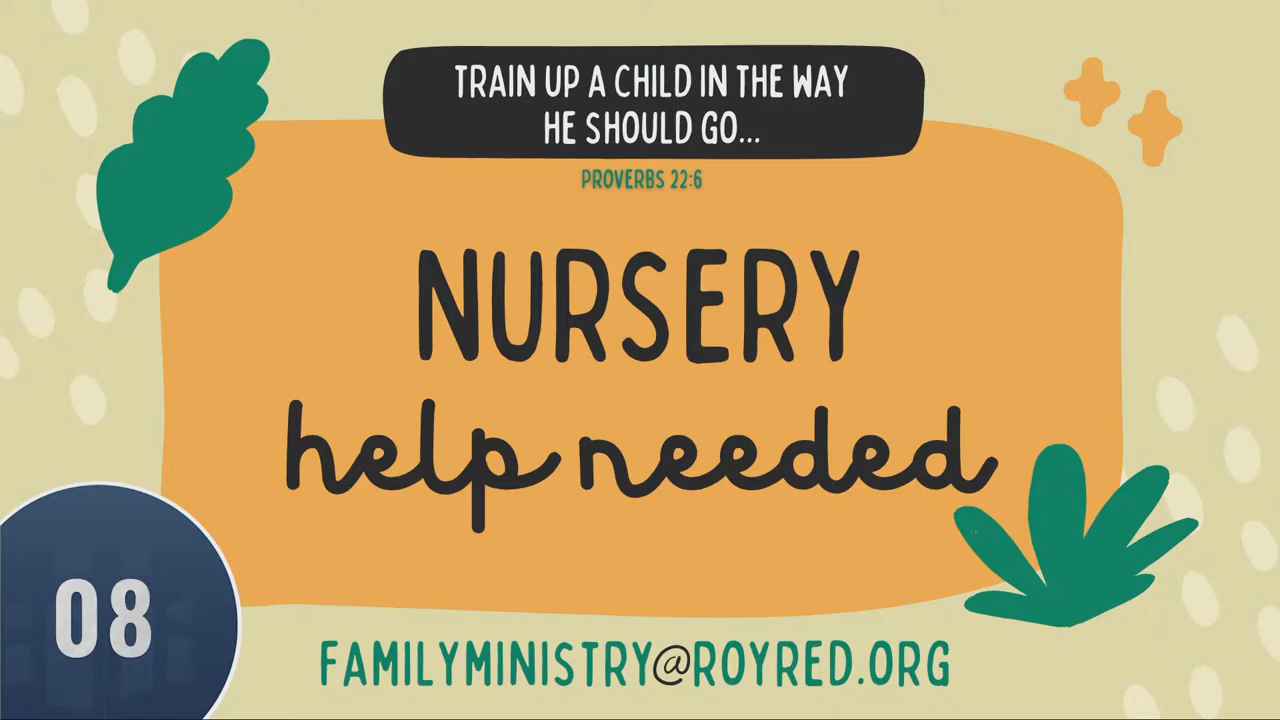 TRAIN UP A CHILD IN THE WAY
HE SHOULD GO...
PROVERBS 22:6
NURSERY
help needed
08
FAMILYMINISTRY@ROYRED.ORG